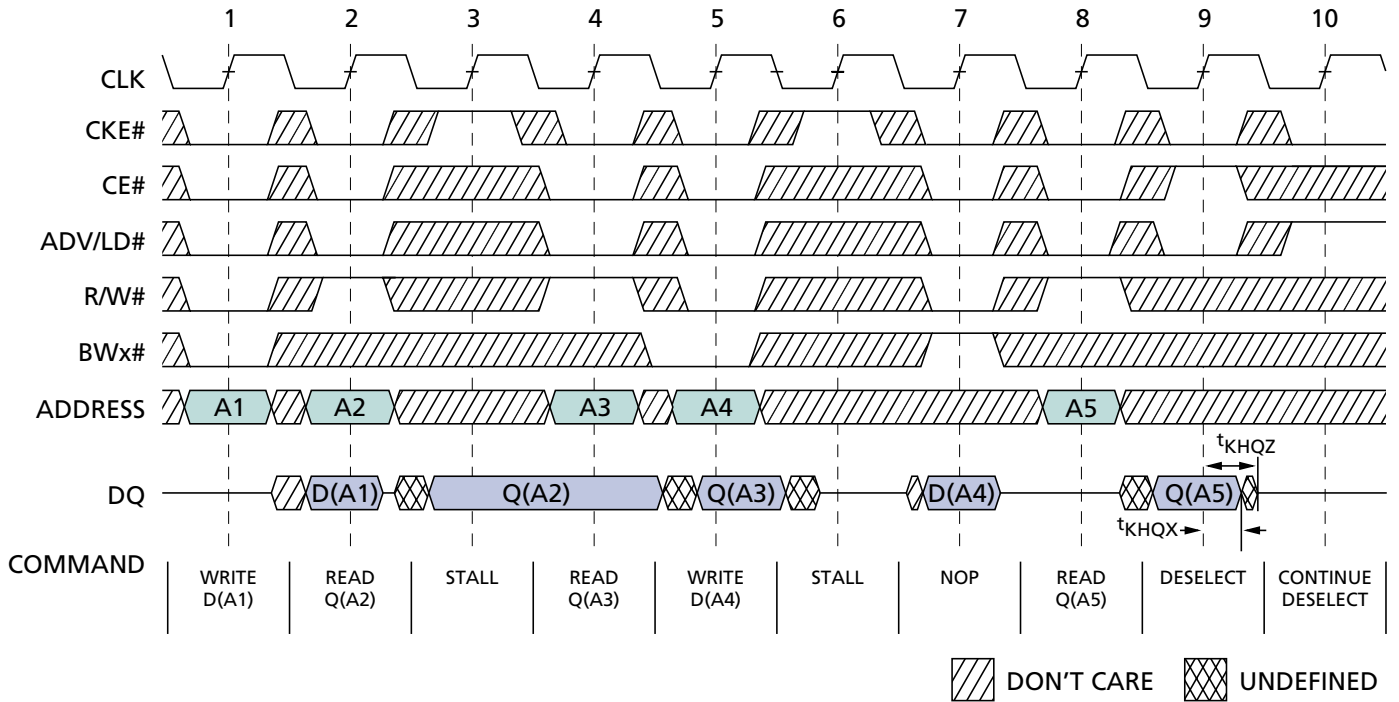 1 2 3 4 5 6 7 8 9 10
CLK
CKE#
CE#
ADV/LD#
R/W#
BWx#
ADDRESS A1 A2 A3 A4 A5
tKHQZ
DQ D(A1) Q(A2) Q(A3) D(A4) Q(A5)
tKHQX
COMMAND
WRITE READ STALL READ WRITE STALL NOP READ DESELECT CONTINUE
D(A1) Q(A2) Q(A3) D(A4) Q(A5) DESELECT
DON'T CARE UNDEFINED